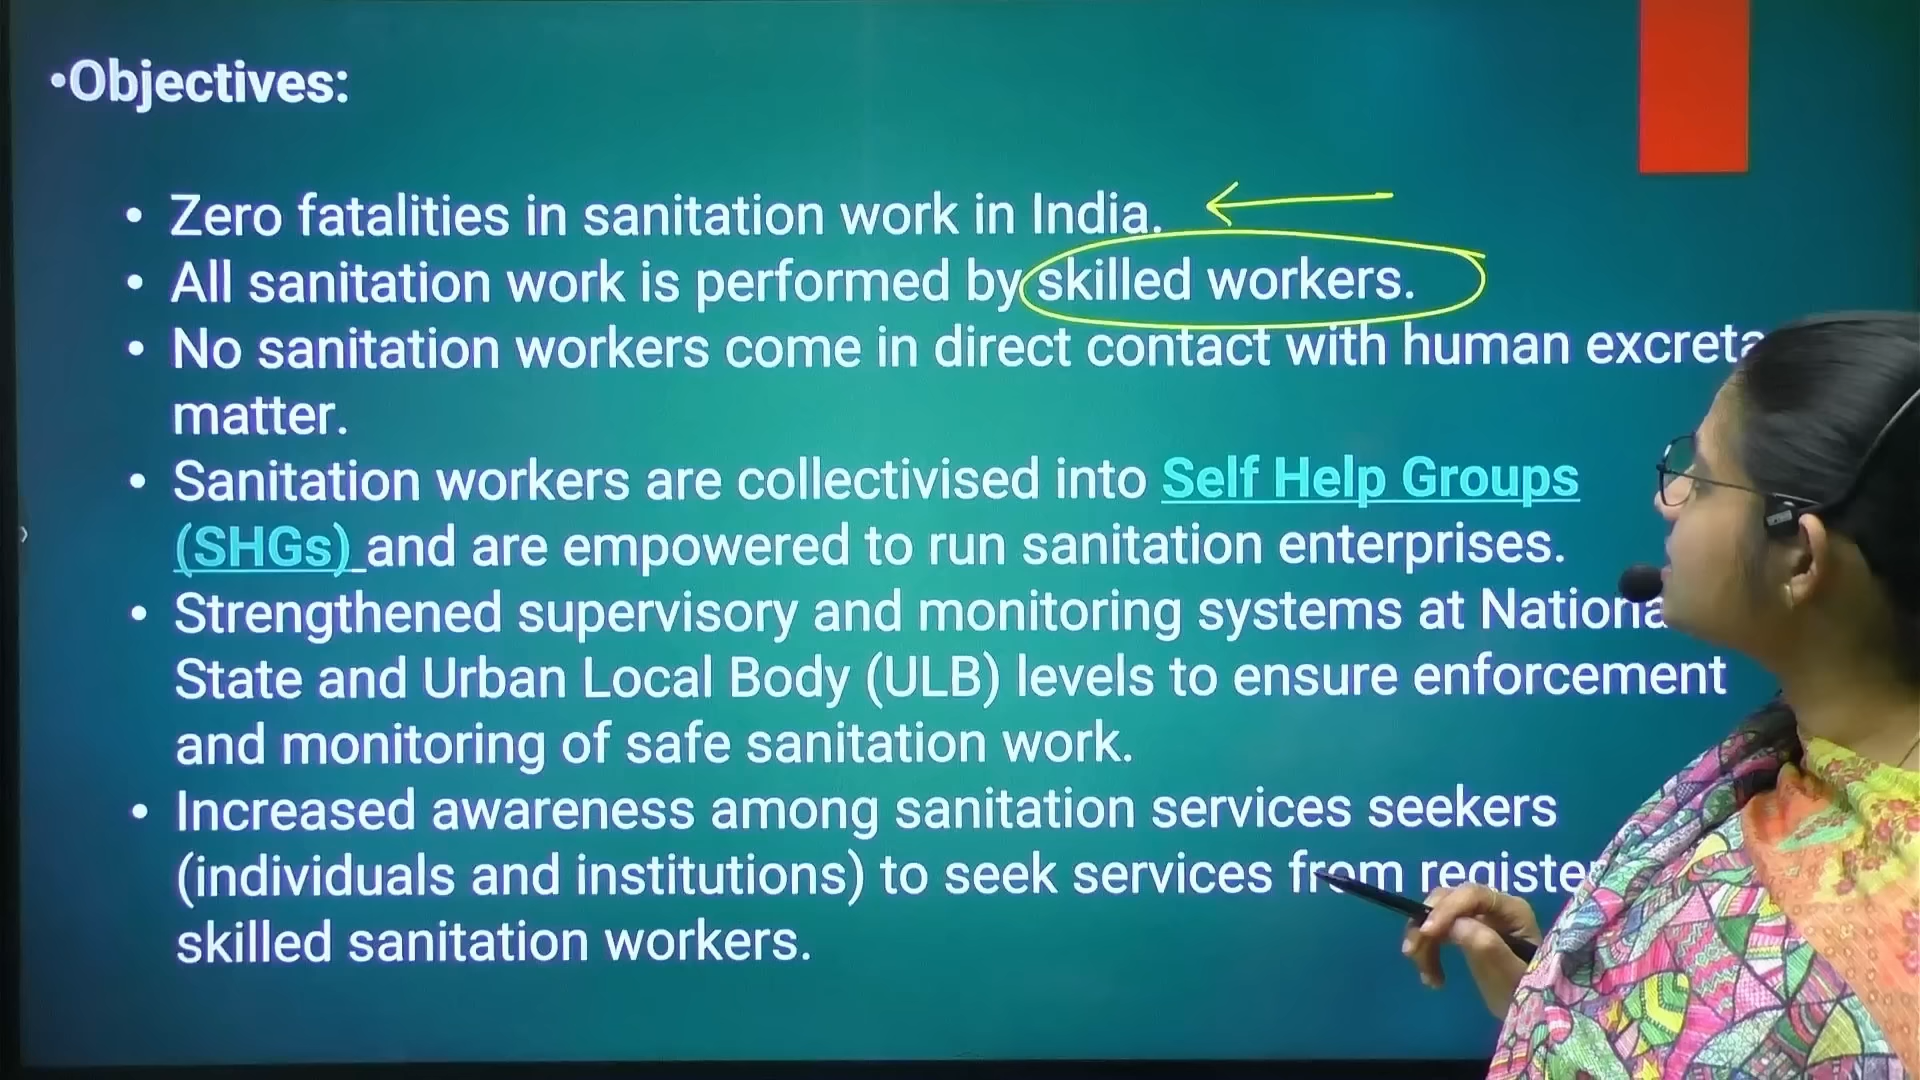 •Objectives:
• Zero fatalities in sanitation work in India.
• All sanitation work is performed by skilled workers.
• No sanitation workers come in direct contact with human excreta
matter.
• Sanitation workers are collectivised into Self Help Groups
(SHGs) and are empowered to run sanitation enterprises.
• Strengthened supervisory and monitoring systems at
State and Urban Local Body (ULB) levels to ensure enforcement
and monitoring of safe sanitation work.
• Increased awareness among sanitation services seekers
(individuals and institutions) to seek services from
skilled sanitation workers.